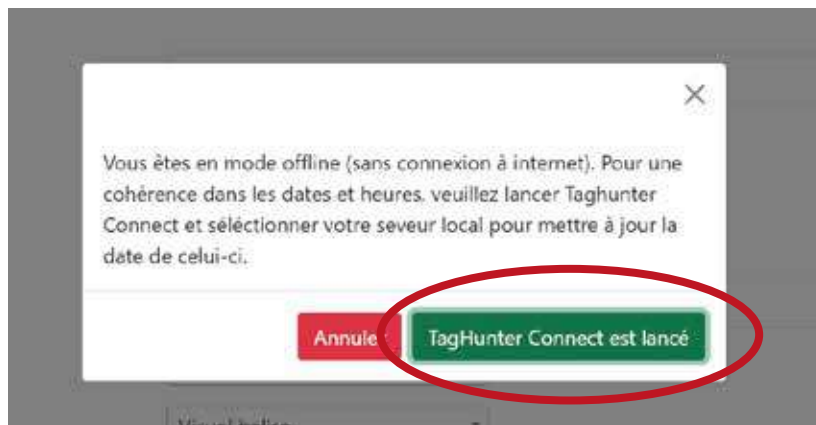 Vous êtes en mode offline (sans connexion à internet). Pour une
cohérence dans les dates et heures, veuillez lancer Taghunter
Connect et séléctionner votre seveur local pour mettre à jour la
date de celui-ci.
Annuler
TagHunter Connect est lancé